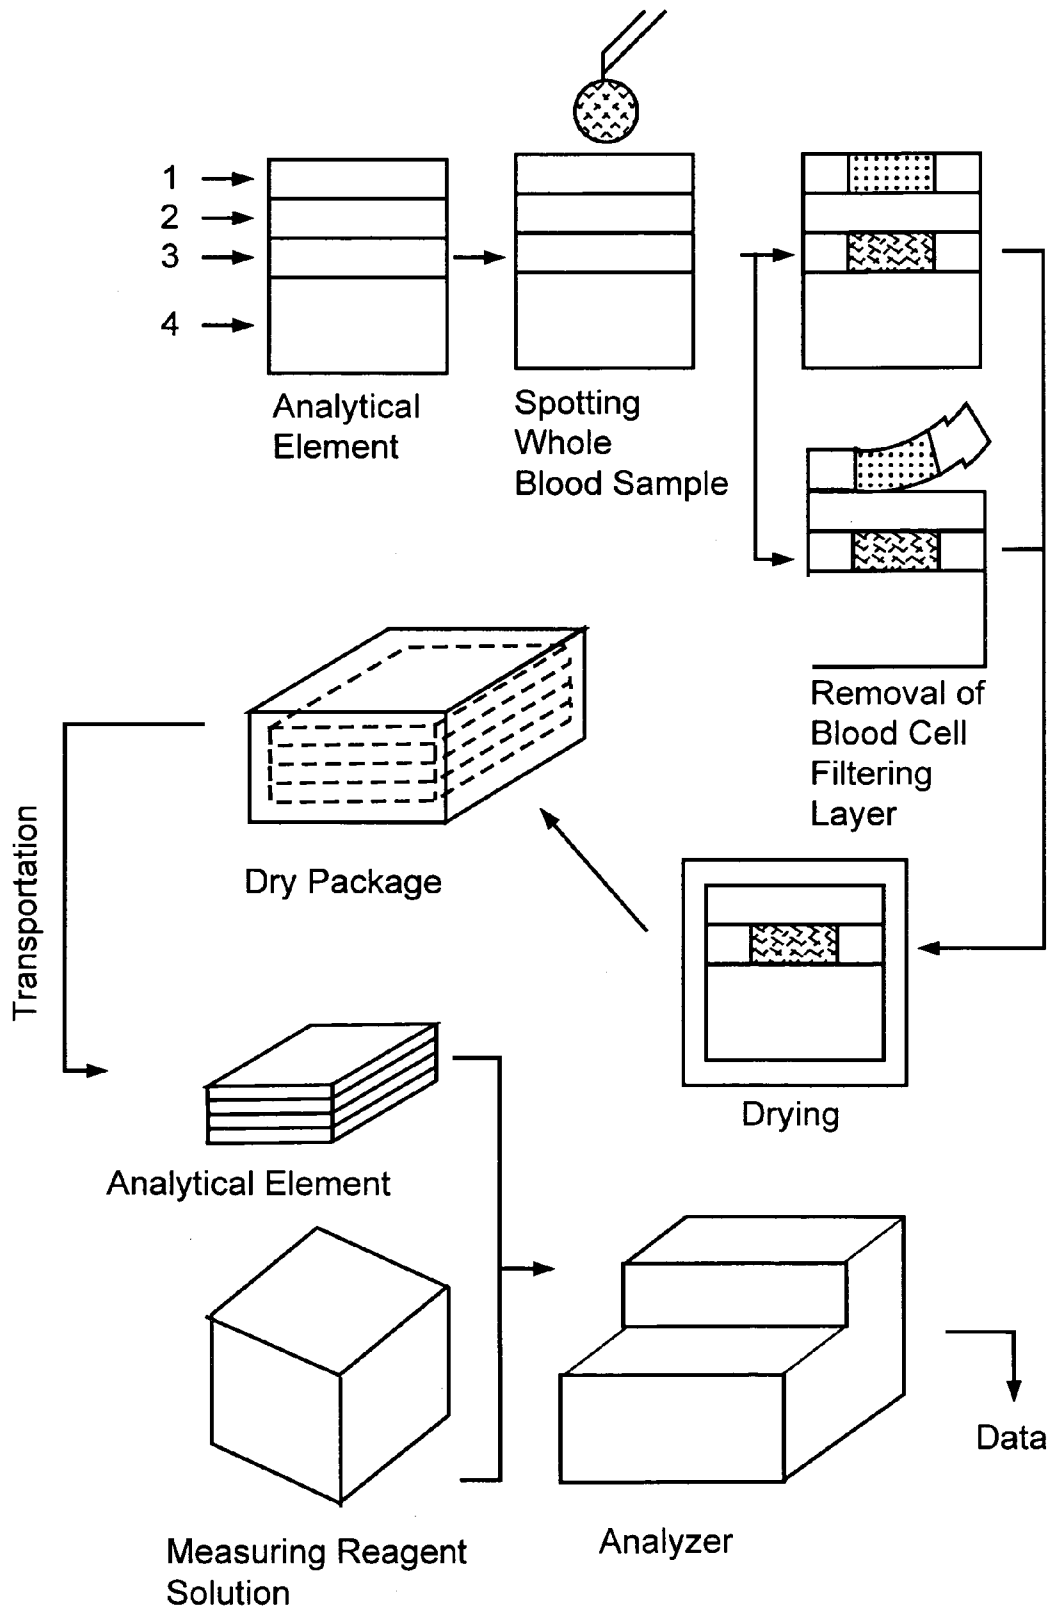 1
2
3
4
Analytical
Element
Spotting
Whole
Blood Sample
Removal of
Blood Cell
Filtering
Layer
Dry Package
Transportation
Drying
Analytical Element
Measuring Reagent
Solution
Analyzer
Data